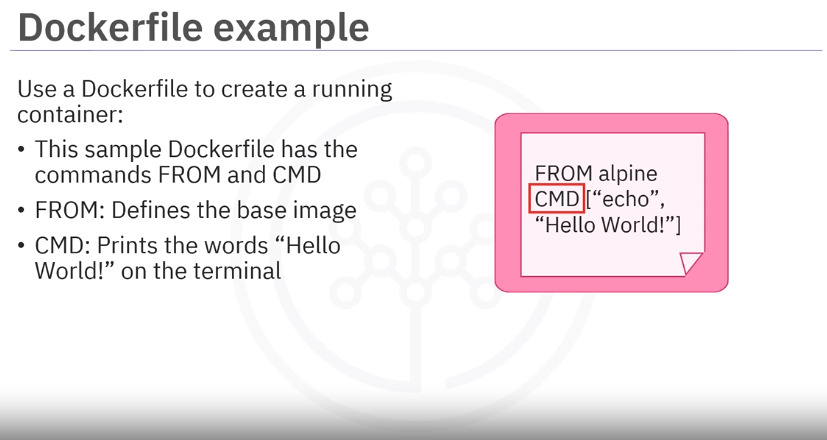 Dockerfile example
Use a Dockerfile to create a running
container:
• This sample Dockerfile has the
commands FROM and CMD
• FROM: Defines the base image
• CMD: Prints the words “Hello
World!” on the terminal
FROM alpine
CMD [“echo”,
“Hello World!”]